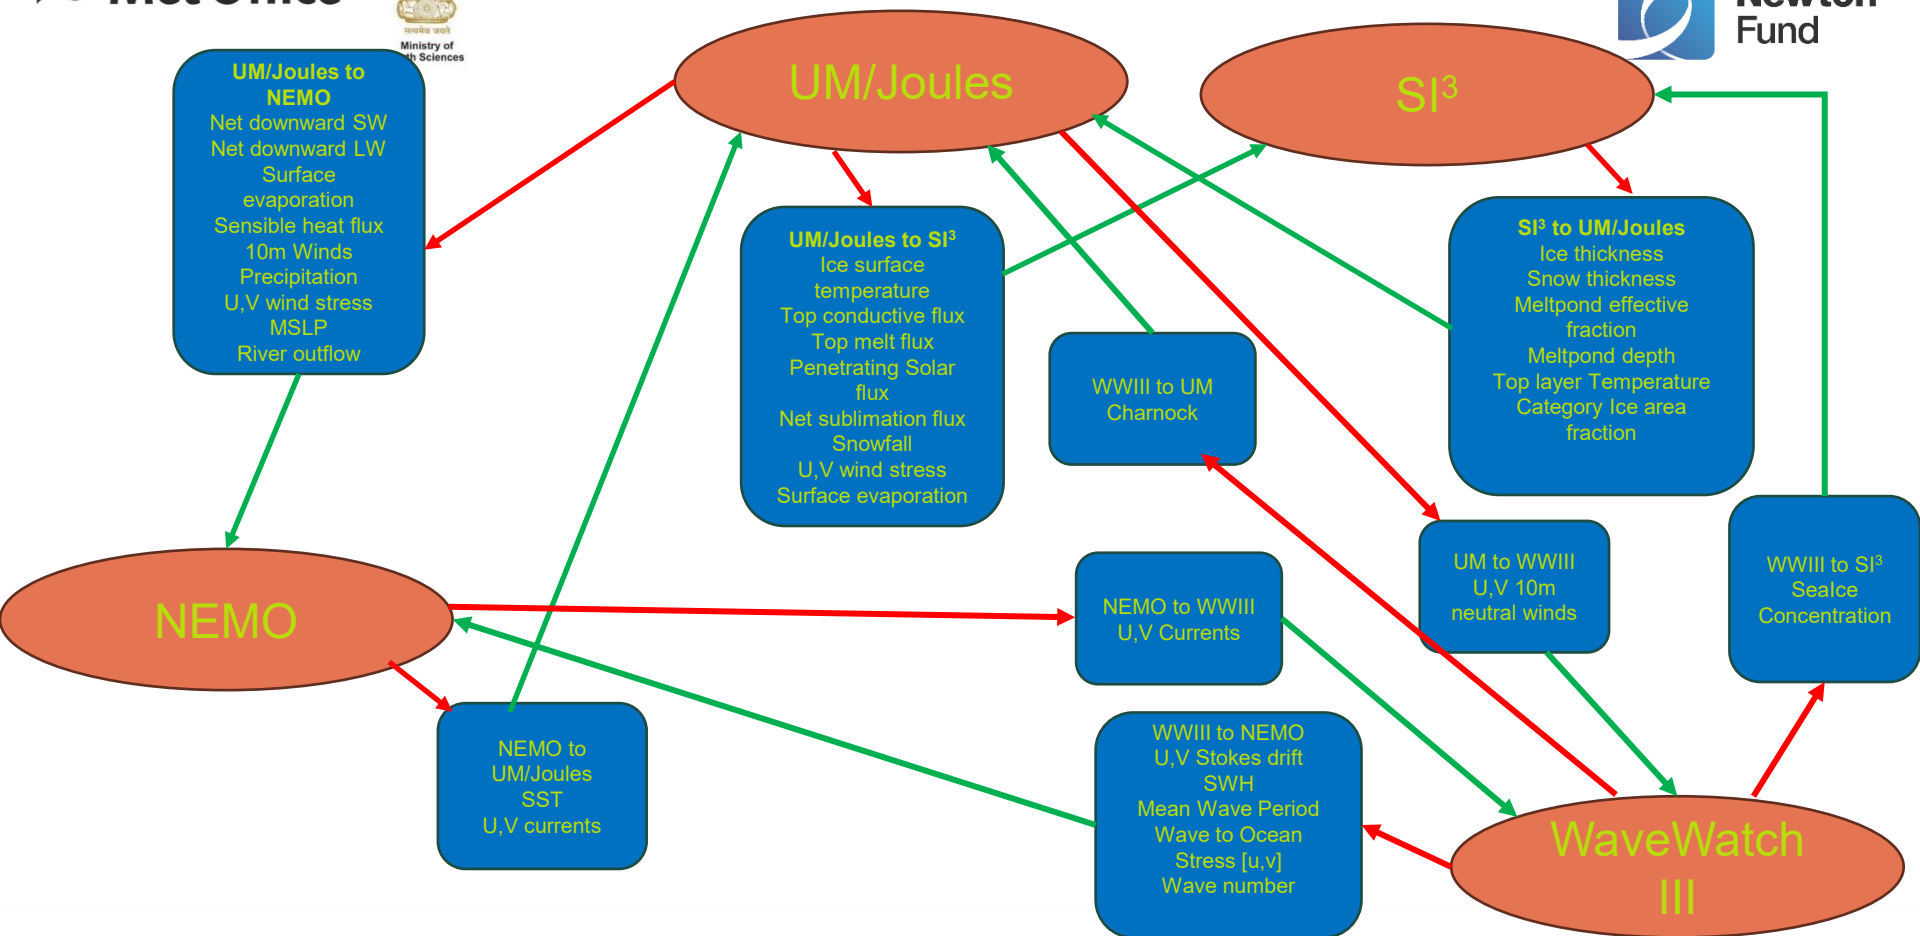 सत्यमेव जयते
Ministry of
Fund
UM/Joules
SI³
UM/Joules to
NEMO
Net downward SW
Net downward LW
Surface
evaporation
Sensible heat flux
10m Winds
Precipitation
U,V wind stress
MSLP
River outflow
UM/Joules to SI³
Ice surface
temperature
Top conductive flux
Top melt flux
Penetrating Solar
flux
Net sublimation flux
Snowfall
U,V wind stress
Surface evaporation
WWIII to UM
Charnock
SI³ to UM/Joules
Ice thickness
Snow thickness
Meltpond effective
fraction
Meltpond depth
Top layer Temperature
Category Ice area
fraction
NEMO
NEMO to WWIII
U,V Currents
UM to WWIII
U,V 10m
neutral winds
WWIII to SI³
SeaIce
Concentration
NEMO to
UM/Joules
SST
U,V currents
WWIII to NEMO
U,V Stokes drift
SWH
Mean Wave Period
Wave to Ocean
Stress [u,v]
Wave number
WaveWatch
III